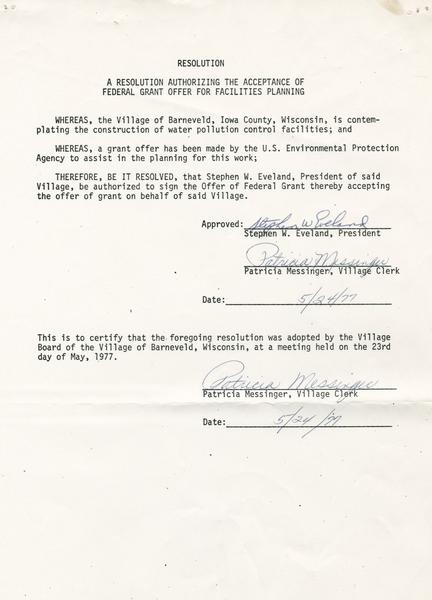 RESOLUTION
A RESOLUTION AUTHORIZING THE ACCEPTANCE OF
FEDERAL GRANT OFFER FOR FACILITIES PLANNING
WHEREAS, the Village of Barneveld, Iowa County, Wisconsin, is contem-
plating the construction of water pollution control facilities; and
WHEREAS, a grant offer has been made by the U.S. Environmental Protection
Agency to assist in the planning for this work;
THEREFORE, BE IT RESOLVED, that Stephen W. Eveland, President of said
Village, be authorized to sign the Offer of Federal Grant thereby accepting
the offer of grant on behalf of said Village.
Approved: Stephen W Eveland
Stephen W. Eveland, President
Patricia Messinger
Patricia Messinger, Village Clerk
Date: 5/24/77
This is to certify that the foregoing resolution was adopted by the Village
Board of the Village of Barneveld, Wisconsin, at a meeting held on the 23rd
day of May, 1977.
Patricia Messinger
Patricia Messinger, Village Clerk
Date: 5/24/77